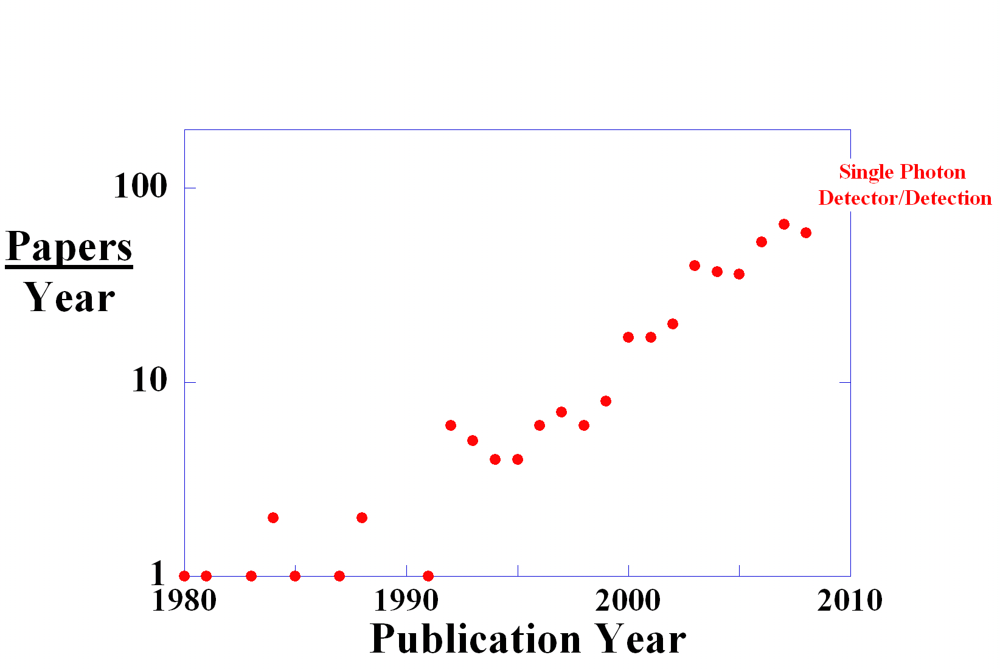 Single Photon
Detector/Detection
100
Papers
Year
10
1
1980
1990
2000
2010
Publication Year